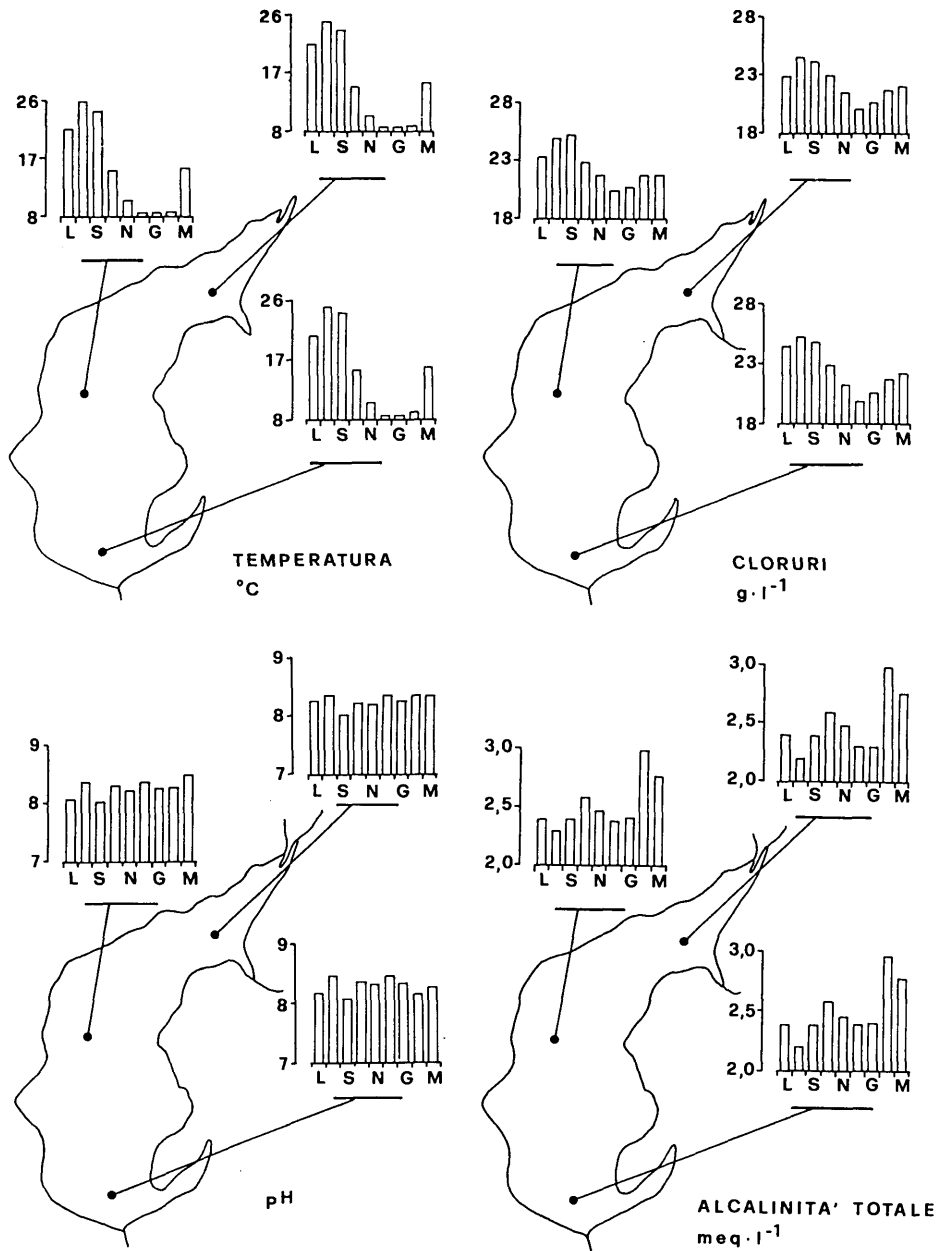 26
17
8
L S N G M
26
17
8
L S N G M
26
17
8
L S N G M
TEMPERATURA
°C
28
23
18
L S N G M
28
23
18
L S N G M
28
23
18
L S N G M
CLORURI
g·l⁻¹
9
8
7
L S N G M
9
8
7
L S N G M
9
8
7
L S N G M
pH
3,0
2,5
2,0
L S N G M
3,0
2,5
2,0
L S N G M
3,0
2,5
2,0
L S N G M
ALCALINITA' TOTALE
meq·l⁻¹